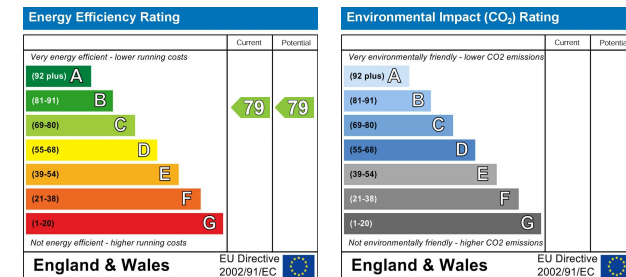 Energy Efficiency Rating
Current Potential
Very energy efficient - lower running costs
(92 plus) A
(81-91) B
79 79
(69-80) C
(55-68) D
(39-54) E
(21-38) F
(1-20) G
Not energy efficient - higher running costs
England & Wales
EU Directive
2002/91/EC
Environmental Impact (CO₂) Rating
Current Potential
Very environmentally friendly - lower CO2 emissions
(92 plus) A
(81-91) B
(69-80) C
(55-68) D
(39-54) E
(21-38) F
(1-20) G
Not environmentally friendly - higher CO2 emissions
England & Wales
EU Directive
2002/91/EC